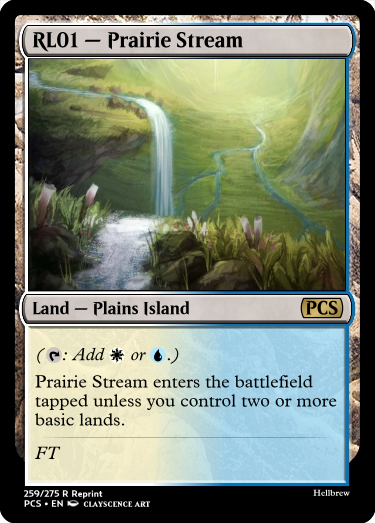 RL01 — Prairie Stream
Land — Plains Island
PCS
(: Add or .)
Prairie Stream enters the battlefield
tapped unless you control two or more
basic lands.
FT
259/275 R Reprint
PCS • EN CLAYSCIENCE ART
Hellbrew